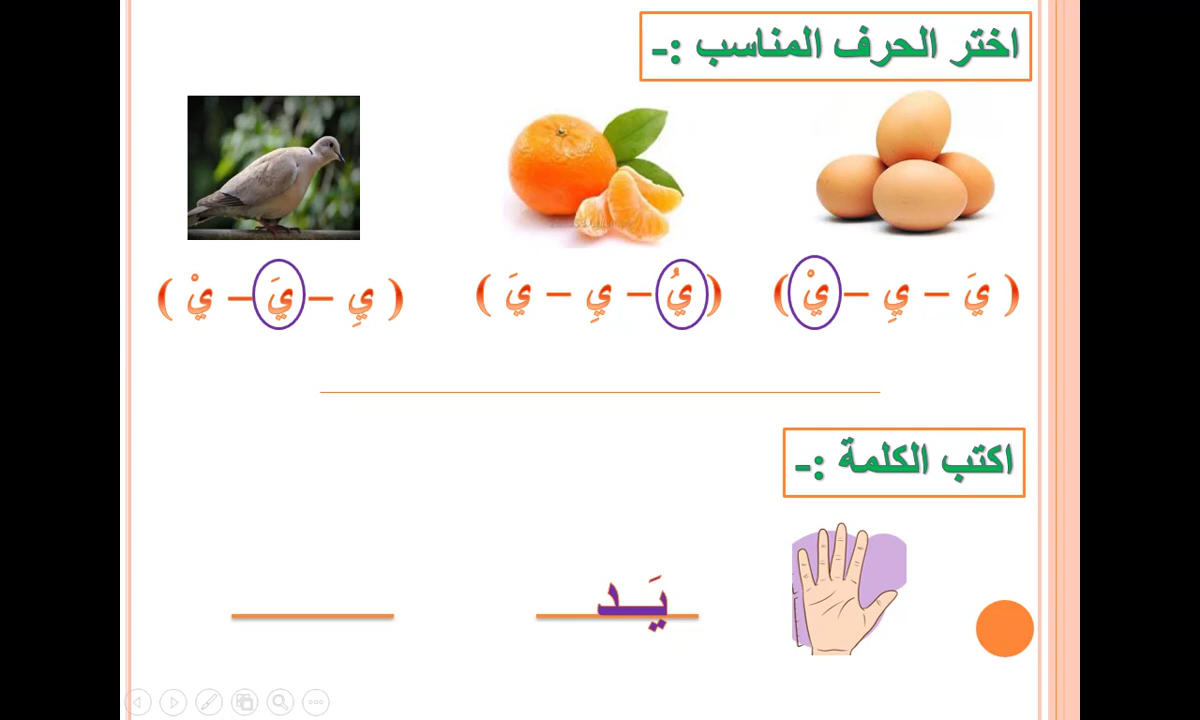 اختر الحرف المناسب :-
( يَ – يِ – يْ )
( يُ – يِ – يَ )
( يِ – يَ – يْ )
اكتب الكلمة :-
يَـد